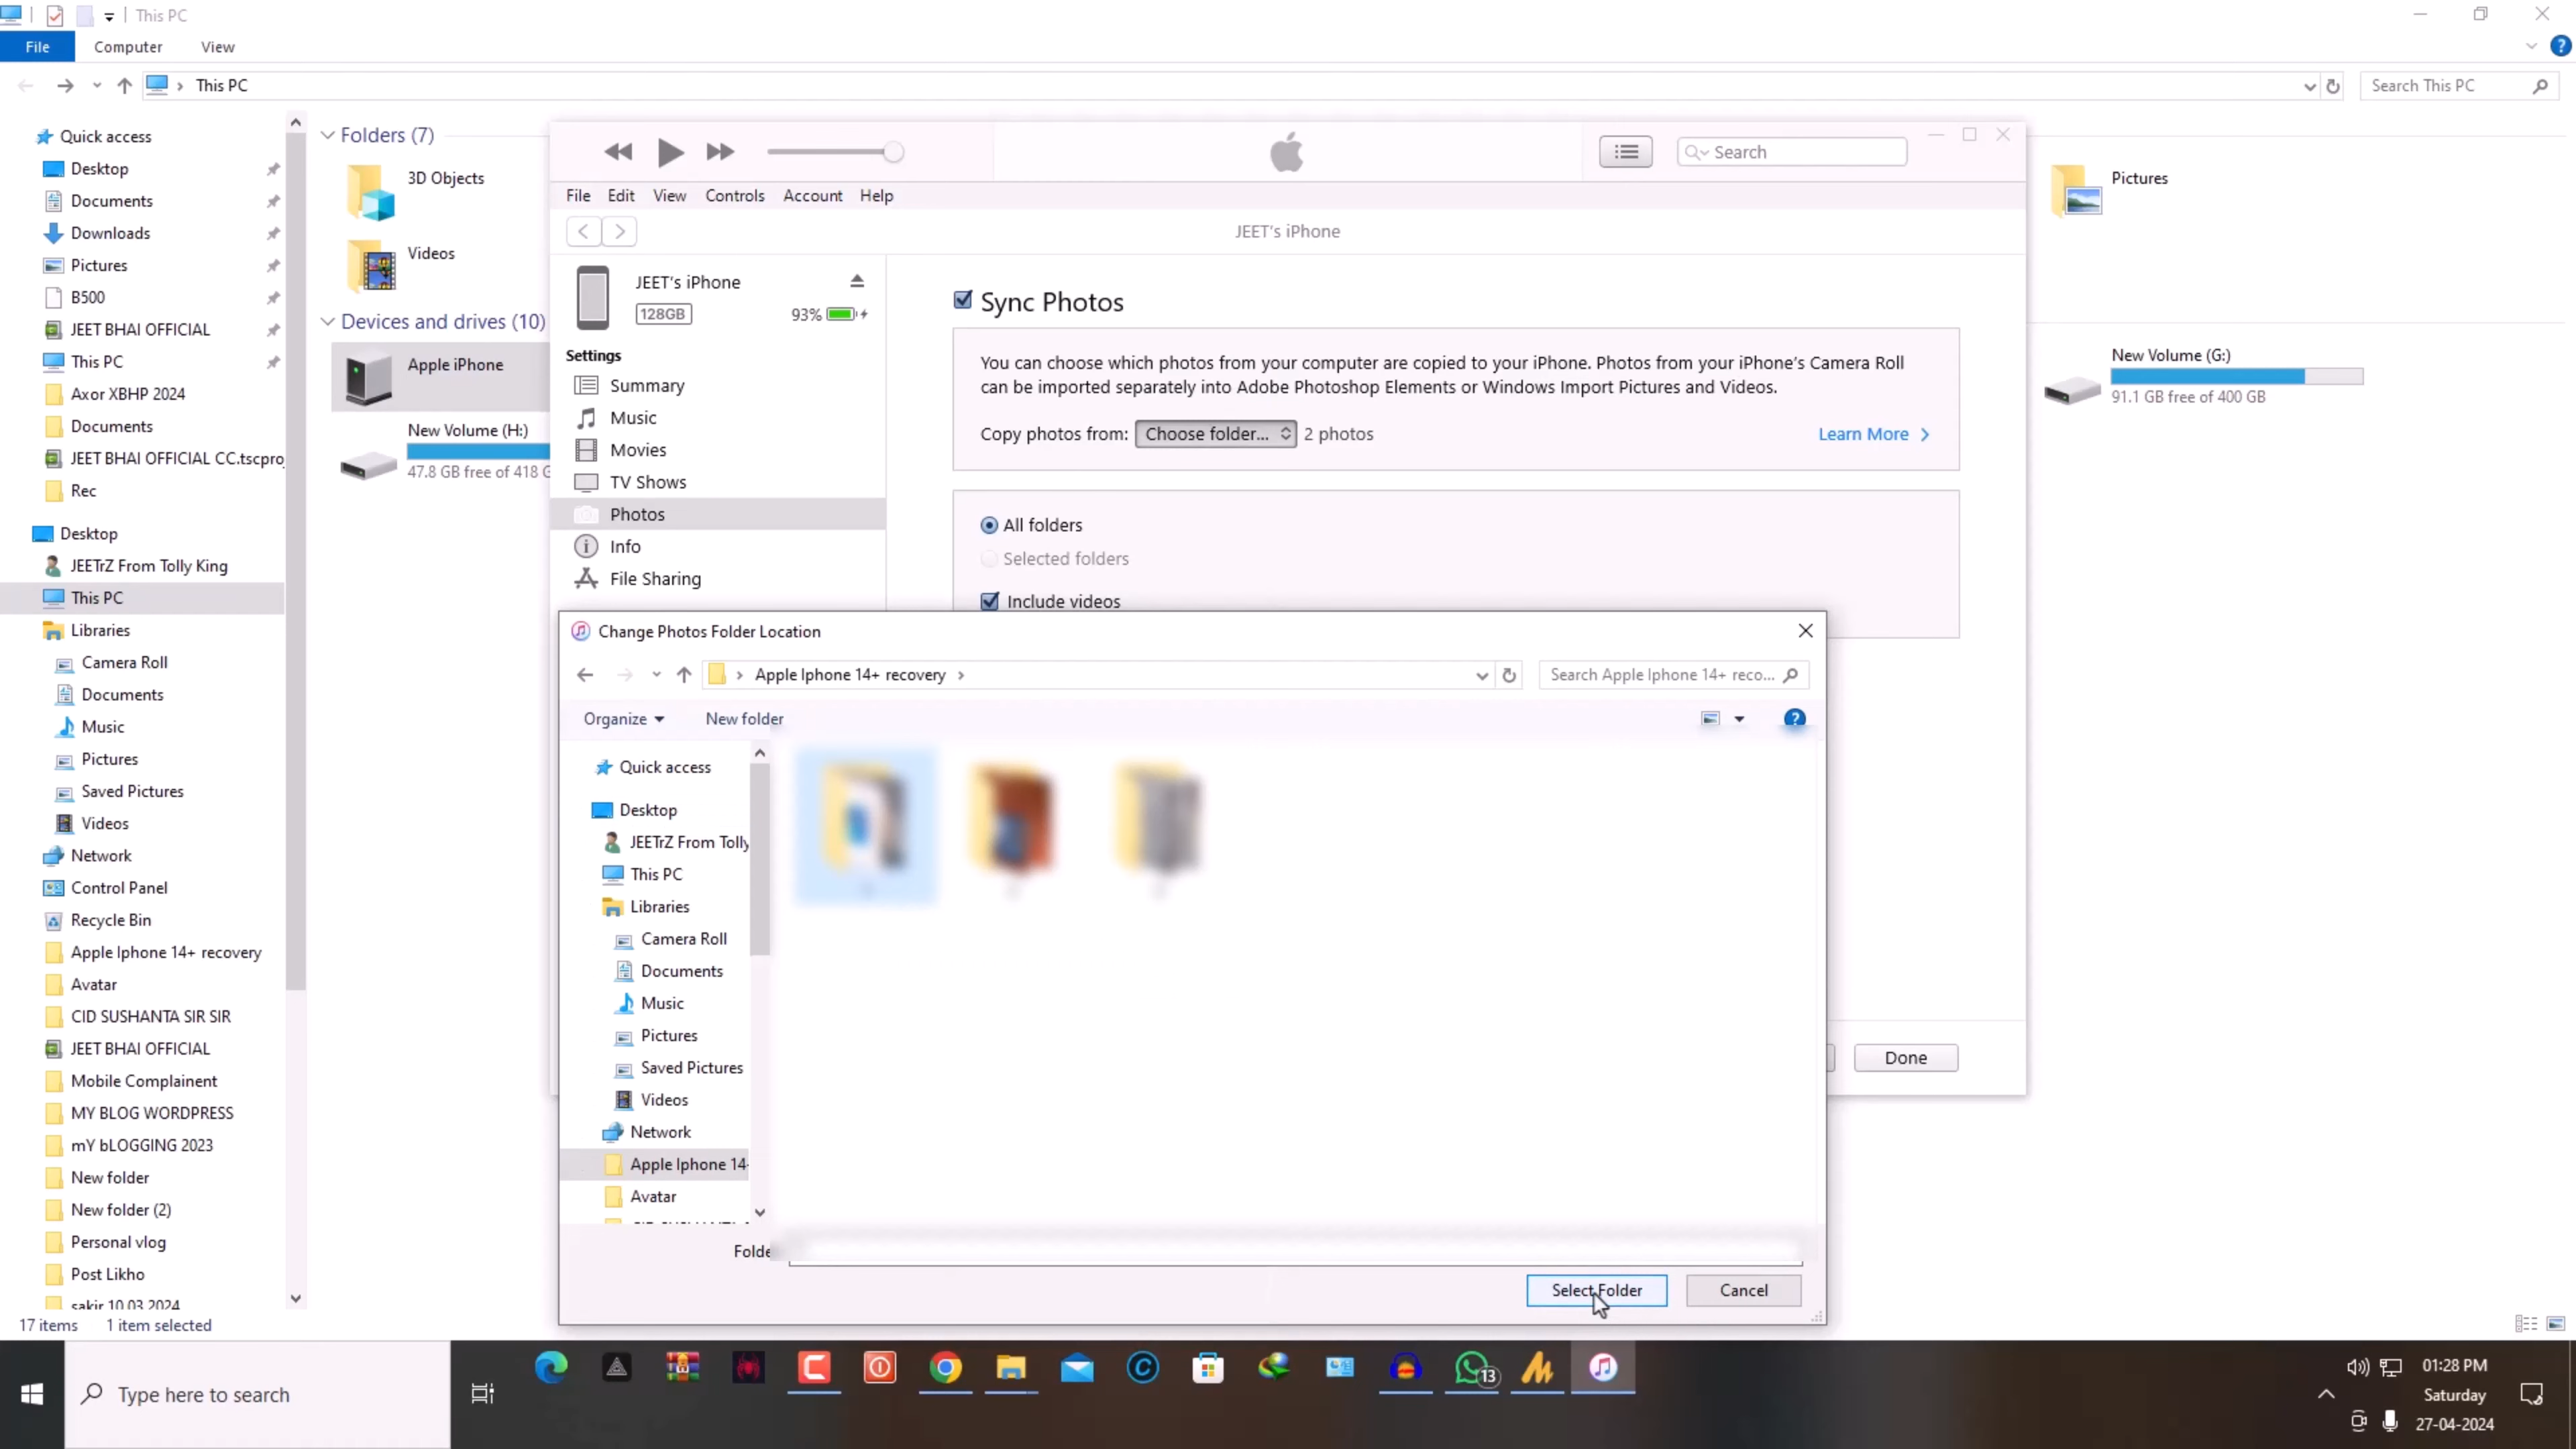 This PC
File Computer View
This PC
Search This PC
Quick access
Desktop
Documents
Downloads
Pictures
B500
JEET BHAI OFFICIAL
This PC
Axor XBHP 2024
Documents
JEET BHAI OFFICIAL CC.tscproj
Rec
Desktop
JEETrZ From Tolly King
This PC
Libraries
Camera Roll
Documents
Music
Pictures
Saved Pictures
Videos
Network
Control Panel
Recycle Bin
Apple Iphone 14+ recovery
Avatar
CID SUSHANTA SIR SIR
JEET BHAI OFFICIAL
Mobile Complainent
MY BLOG WORDPRESS
mY bLOGGING 2023
New folder
New folder (2)
Personal vlog
Post Likho
sakir 10.03.2024
17 items 1 item selected
Folders (7)
3D Objects
Videos
Devices and drives (10)
Apple iPhone
New Volume (H:)
47.8 GB free of 418 G
Pictures
New Volume (G:)
91.1 GB free of 400 GB
Search
File Edit View Controls Account Help
JEET's iPhone
JEET's iPhone
128GB
93%
Settings
Summary
Music
Movies
TV Shows
Photos
Info
File Sharing
Sync Photos
You can choose which photos from your computer are copied to your iPhone. Photos from your iPhone's Camera Roll
can be imported separately into Adobe Photoshop Elements or Windows Import Pictures and Videos.
Copy photos from: Choose folder... 2 photos
Learn More
All folders
Selected folders
Include videos
Done
Change Photos Folder Location
Apple Iphone 14+ recovery
Search Apple Iphone 14+ reco...
Organize New folder
Quick access
Desktop
JEETrZ From Tolly
This PC
Libraries
Camera Roll
Documents
Music
Pictures
Saved Pictures
Videos
Network
Apple Iphone 14+
Avatar
Folde
Select Folder Cancel
Type here to search
13
01:28 PM
Saturday
27-04-2024